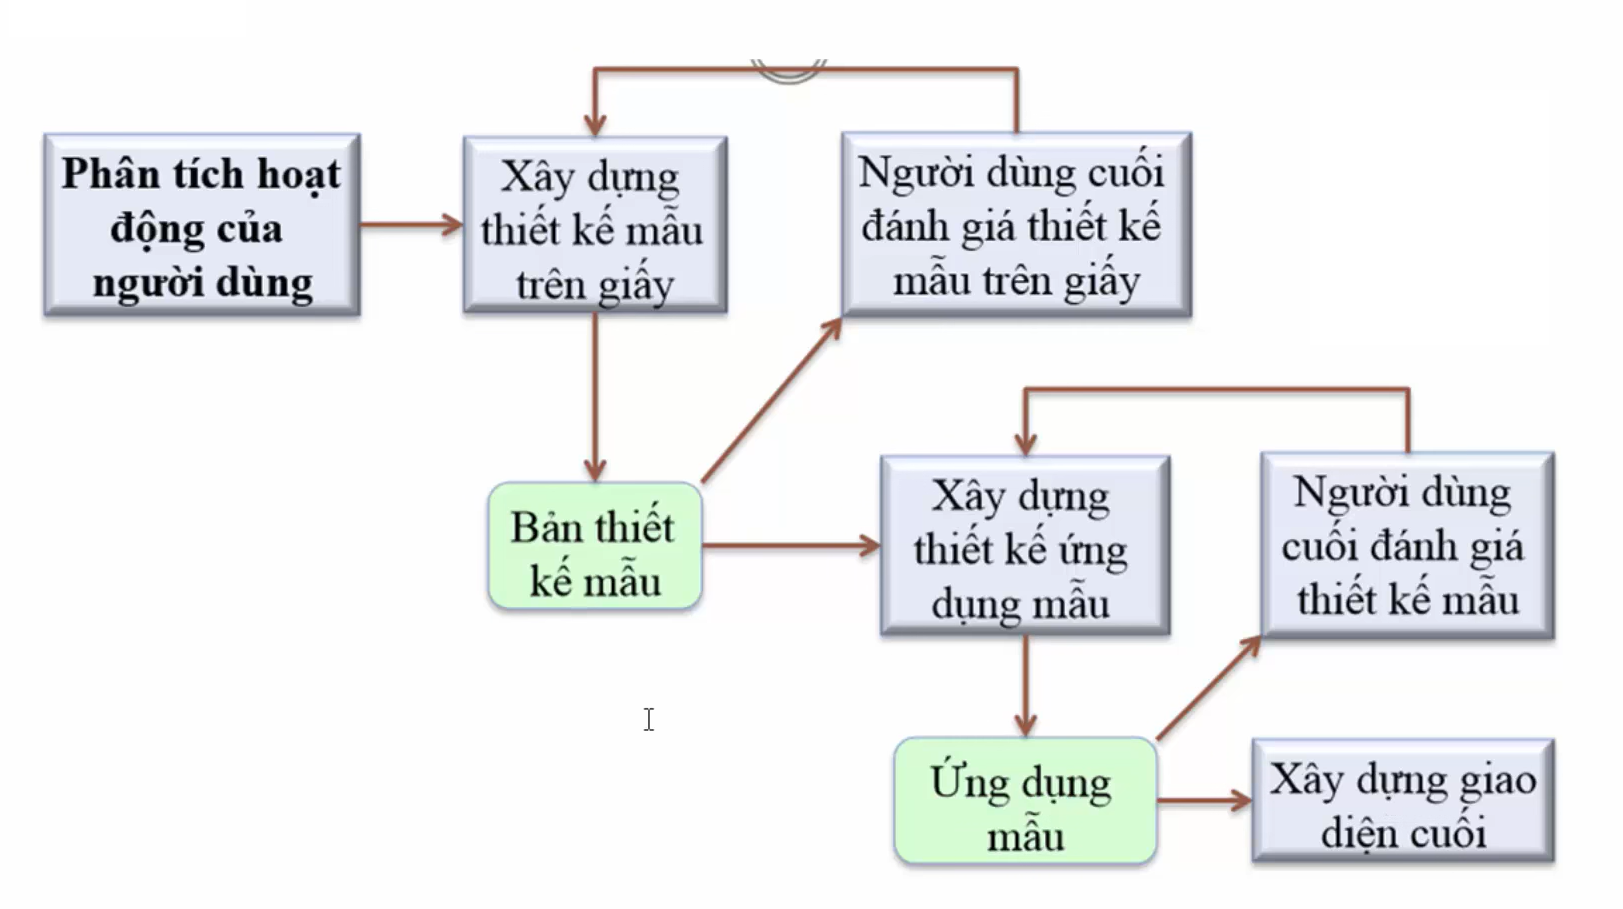 Phân tích hoạt
động của
người dùng
Xây dựng
thiết kế mẫu
trên giấy
Người dùng cuối
đánh giá thiết kế
mẫu trên giấy
Bản thiết
kế mẫu
Xây dựng
thiết kế ứng
dụng mẫu
Người dùng
cuối đánh giá
thiết kế mẫu
Ứng dụng
mẫu
Xây dựng giao
diện cuối